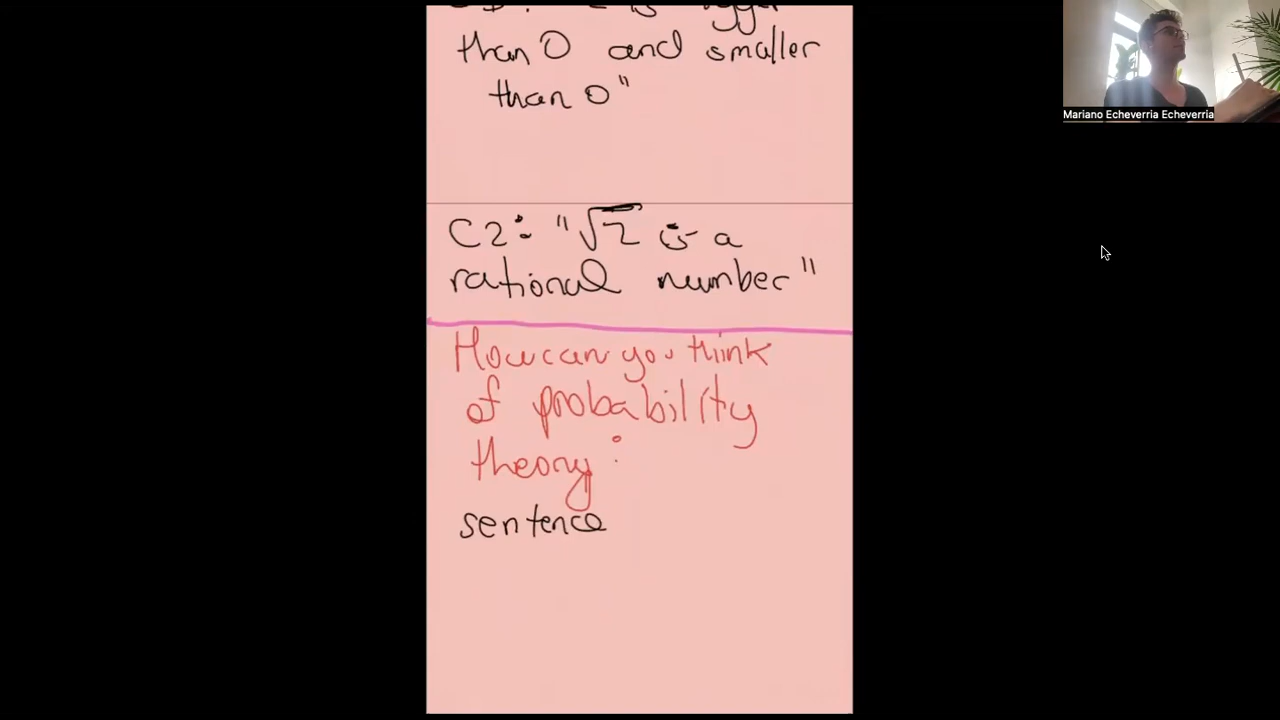 than 0 and smaller
than 0"
C2: "√2 is a
rational number"
How can you think
of probability
theory:
sentence
Mariano Echeverria Echeverria